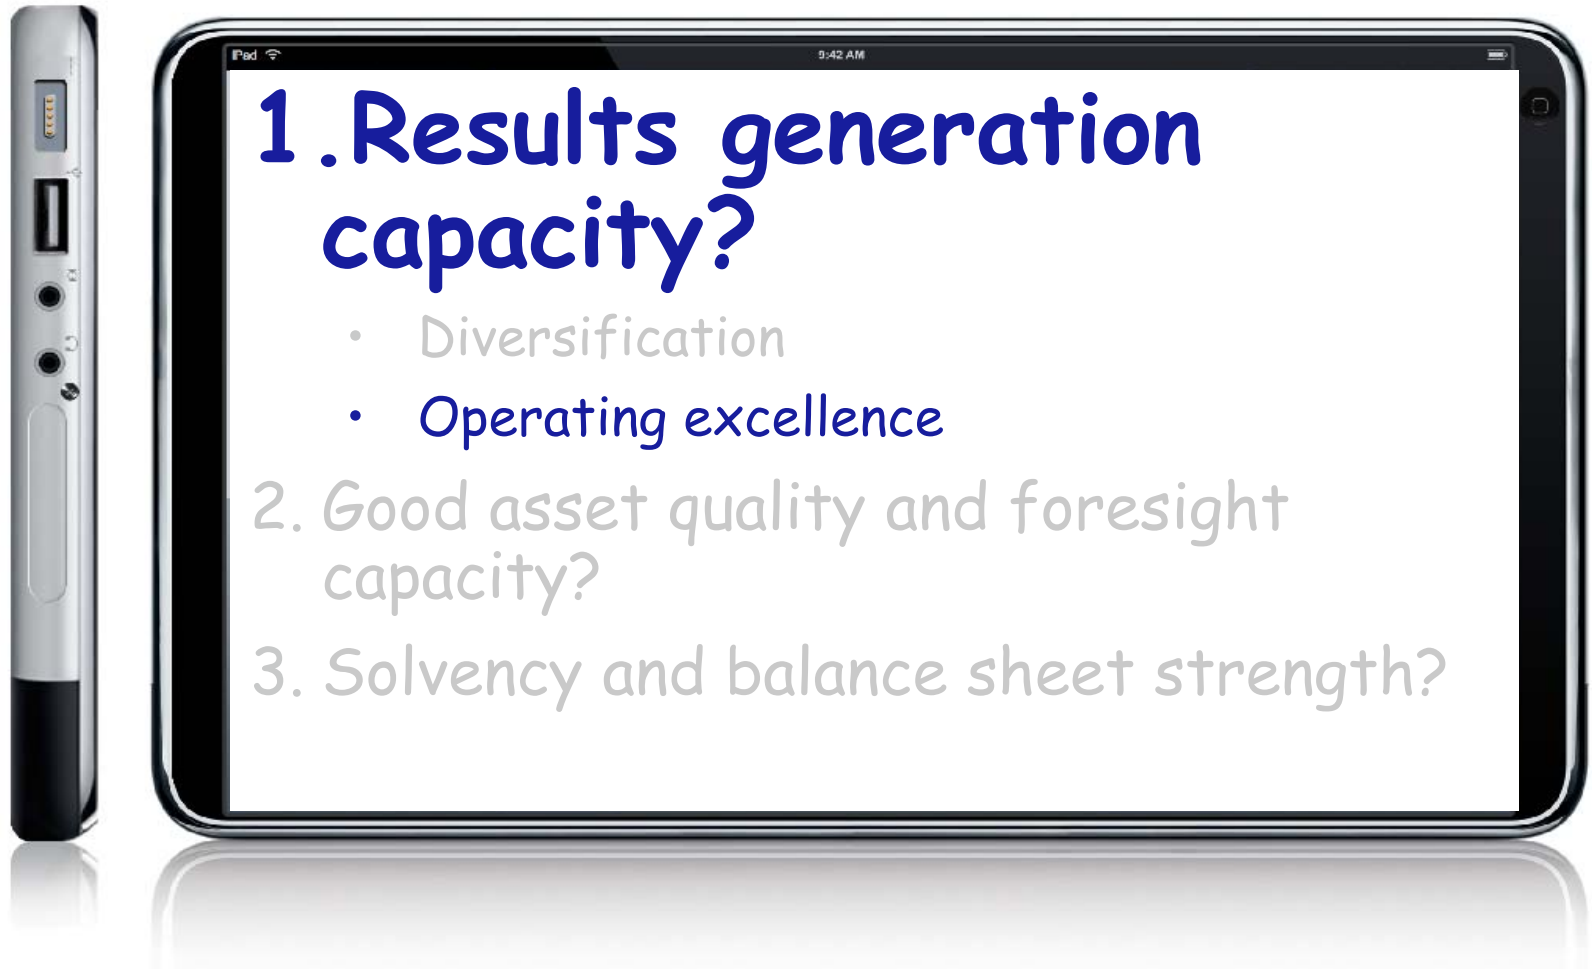 iPad 9:42 AM
1.Results generation
capacity?
• Diversification
• Operating excellence
2. Good asset quality and foresight
capacity?
3. Solvency and balance sheet strength?